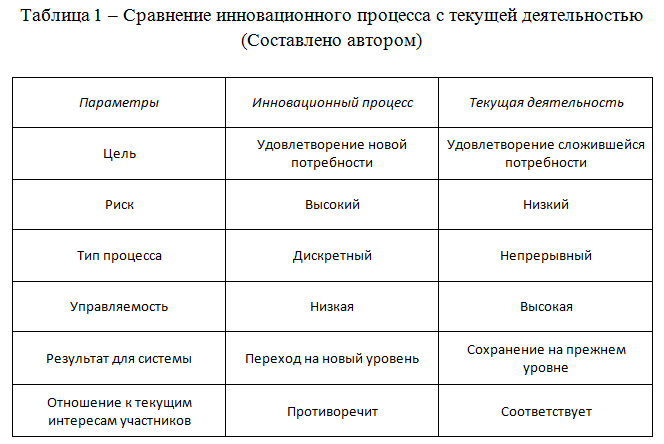 Таблица 1 – Сравнение инновационного процесса с текущей деятельностью
(Составлено автором)
Параметры Инновационный процесс Текущая деятельность
Цель Удовлетворение новой потребности Удовлетворение сложившейся потребности
Риск Высокий Низкий
Тип процесса Дискретный Непрерывный
Управляемость Низкая Высокая
Результат для системы Переход на новый уровень Сохранение на прежнем уровне
Отношение к текущим интересам участников Противоречит Соответствует